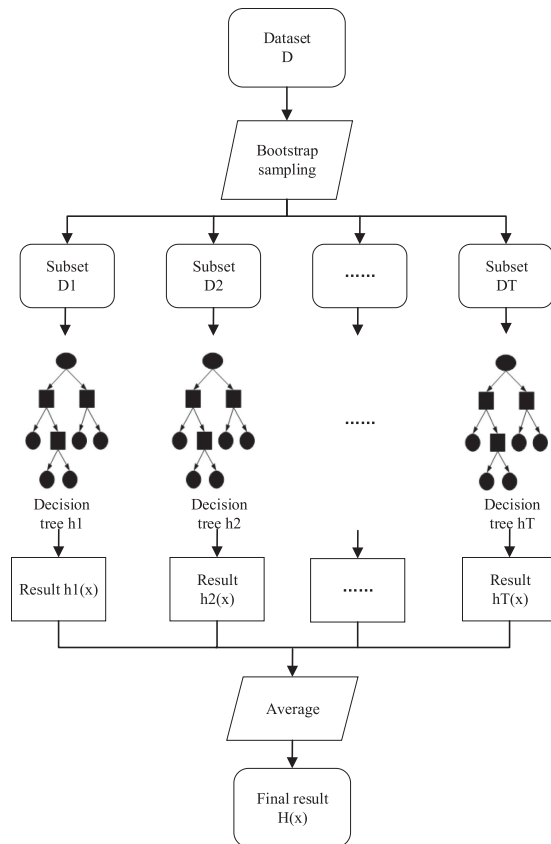 Dataset
D
Bootstrap
sampling
Subset
D1
Subset
D2
......
Subset
DT
......
Decision
tree h1
Decision
tree h2
Decision
tree hT
Result h1(x)
Result
h2(x)
......
Result
hT(x)
Average
Final result
H(x)